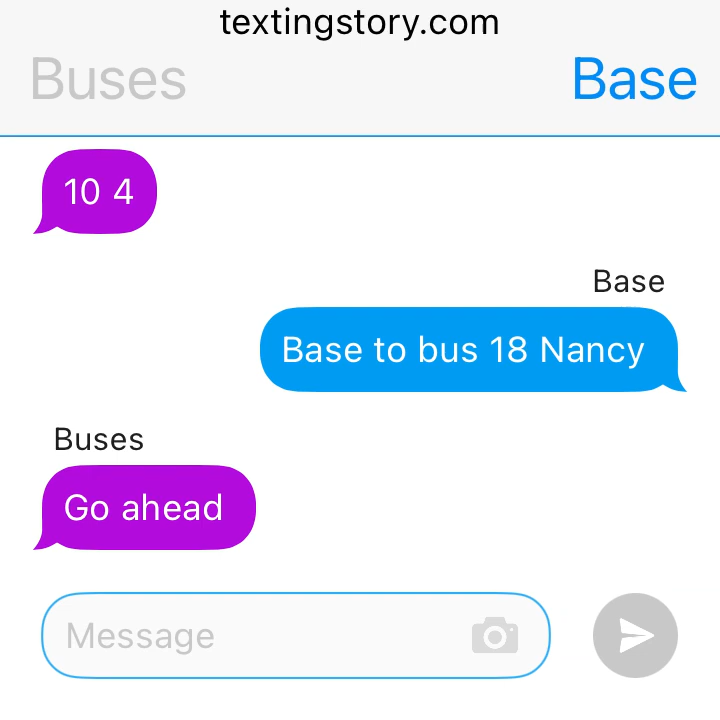 textingstory.com
Buses Base
10 4
Base
Base to bus 18 Nancy
Buses
Go ahead
Message